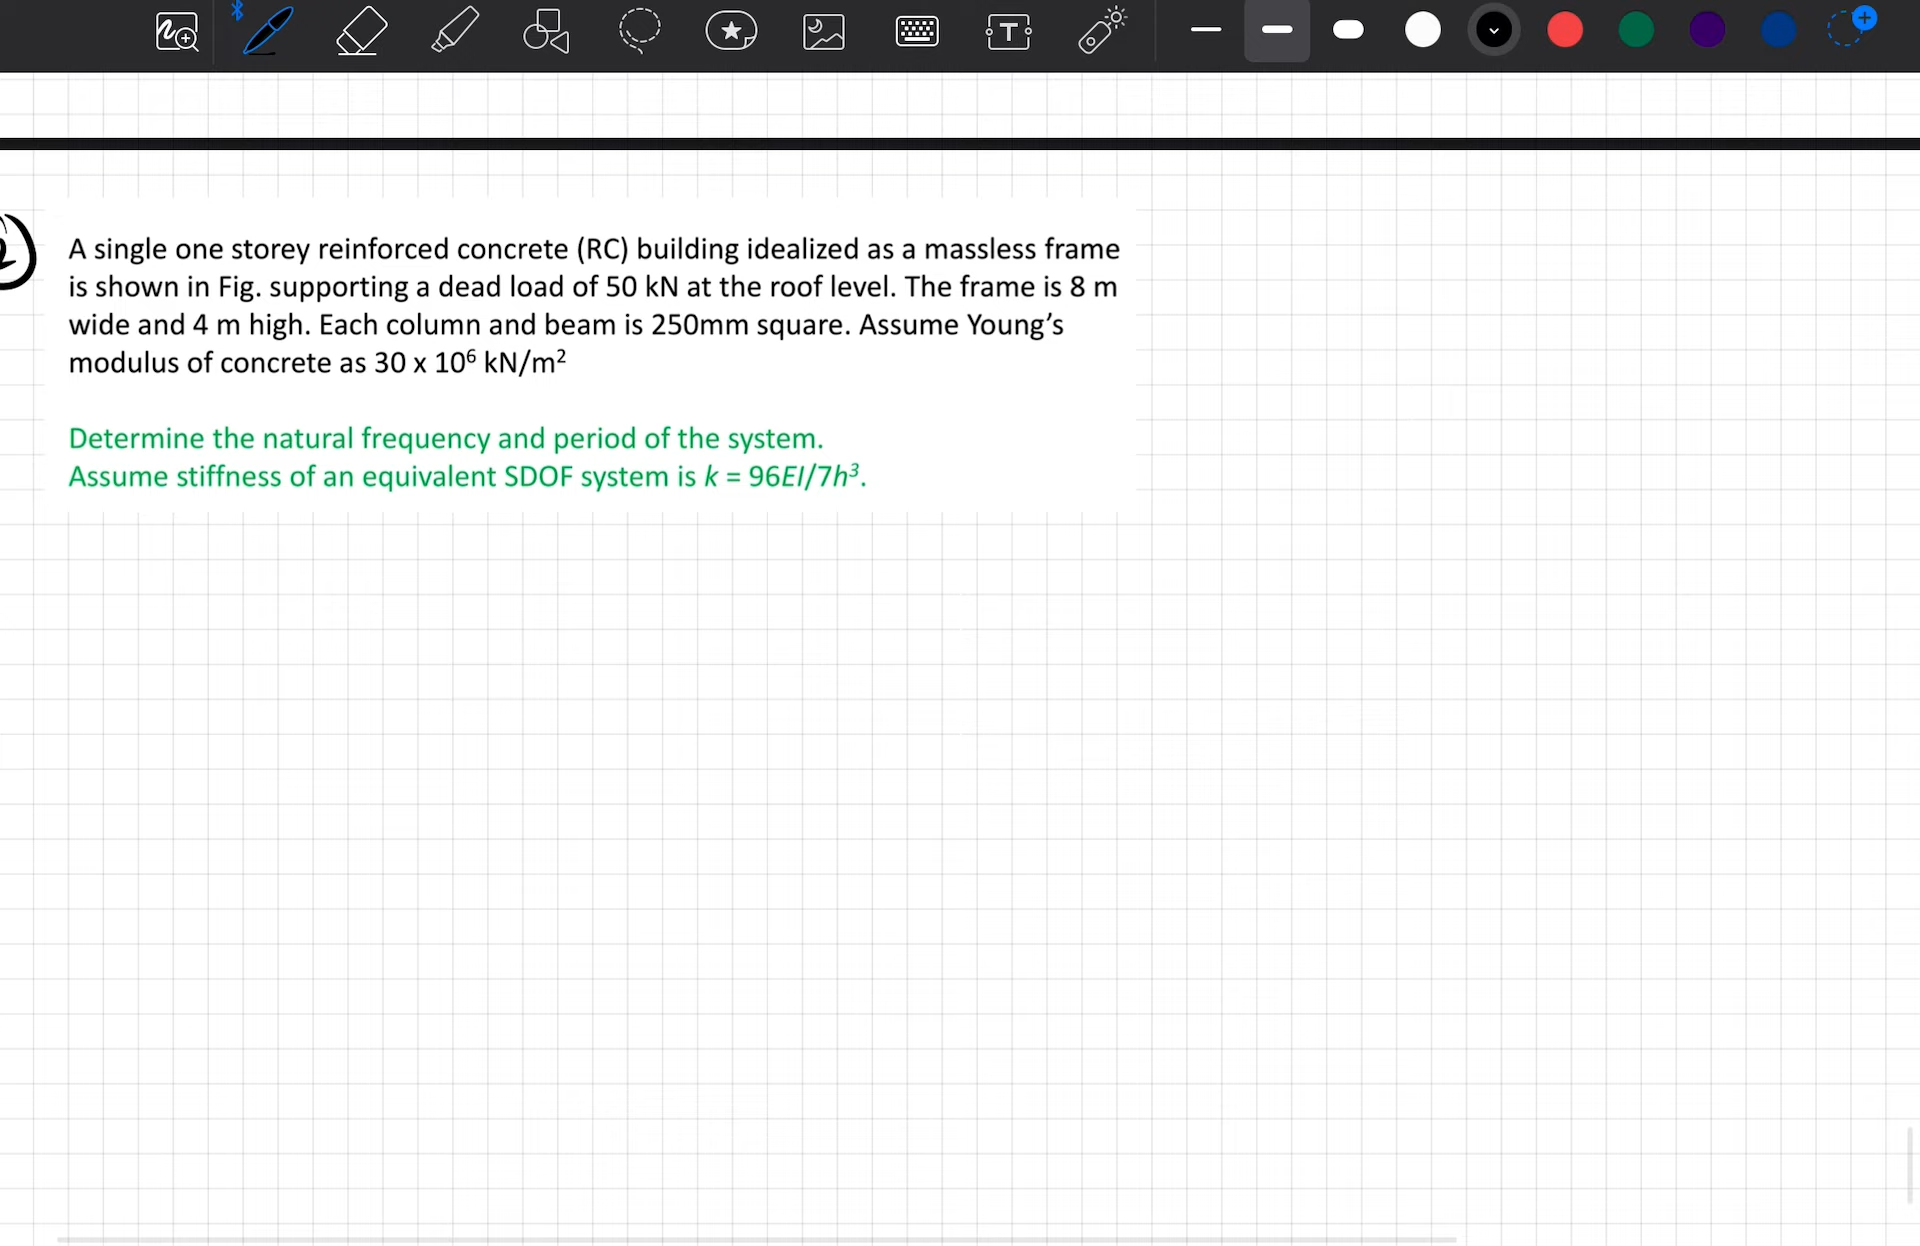 T
2
A single one storey reinforced concrete (RC) building idealized as a massless frame
is shown in Fig. supporting a dead load of 50 kN at the roof level. The frame is 8 m
wide and 4 m high. Each column and beam is 250mm square. Assume Young’s
modulus of concrete as 30 x 10⁶ kN/m²
Determine the natural frequency and period of the system.
Assume stiffness of an equivalent SDOF system is k = 96EI/7h³.